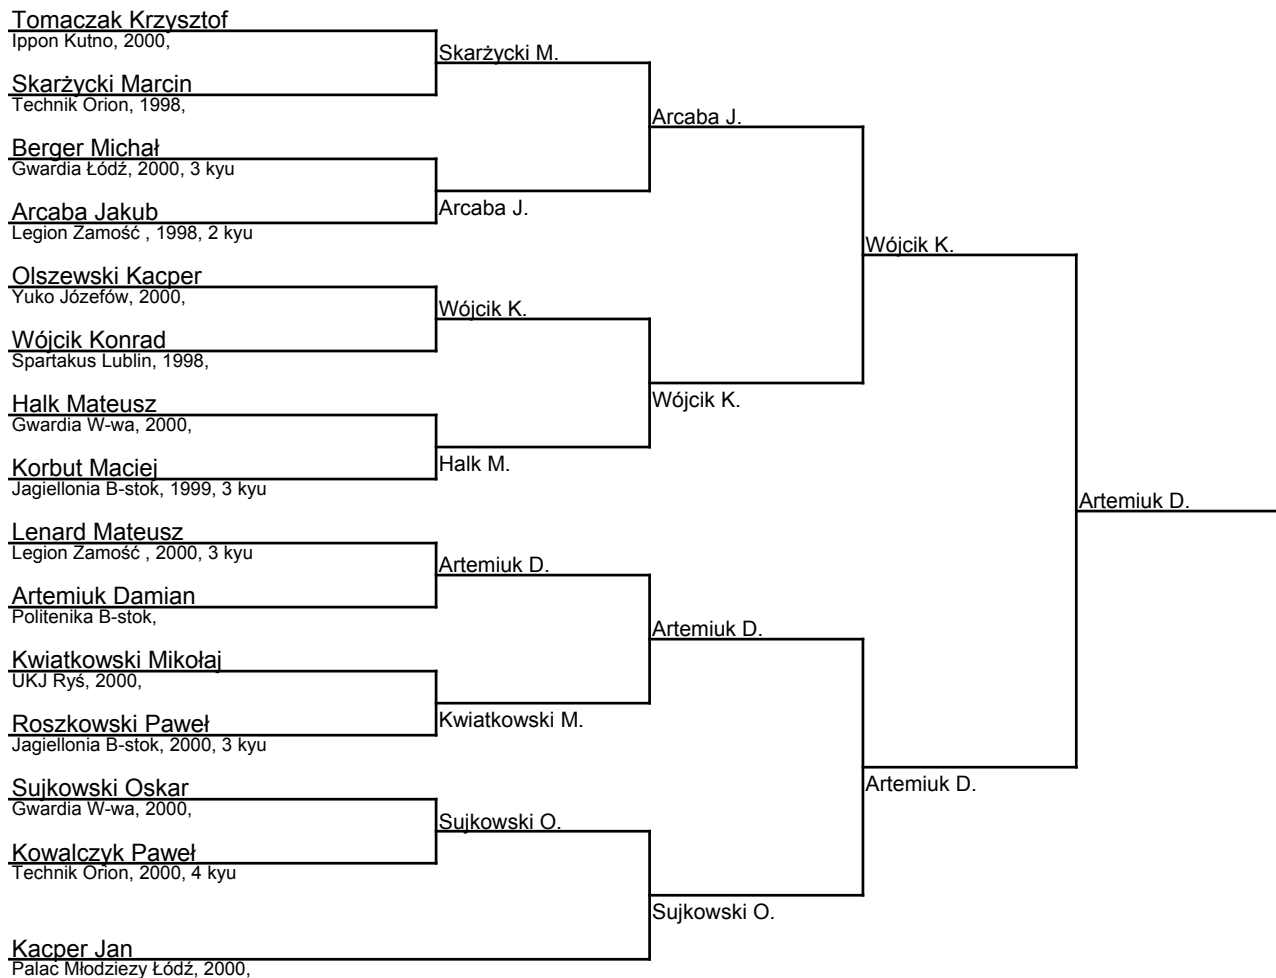 Tomaczak Krzysztof
Ippon Kutno, 2000,
Skarżycki M.
Skarżycki Marcin
Technik Orion, 1998,
Arcaba J.
Berger Michał
Gwardia Łódź, 2000, 3 kyu
Arcaba J.
Arcaba Jakub
Legion Zamość , 1998, 2 kyu
Wójcik K.
Olszewski Kacper
Yuko Józefów, 2000,
Wójcik K.
Wójcik Konrad
Spartakus Lublin, 1998,
Wójcik K.
Halk Mateusz
Gwardia W-wa, 2000,
Halk M.
Korbut Maciej
Jagiellonia B-stok, 1999, 3 kyu
Artemiuk D.
Lenard Mateusz
Legion Zamość , 2000, 3 kyu
Artemiuk D.
Artemiuk Damian
Politenika B-stok,
Artemiuk D.
Kwiatkowski Mikołaj
UKJ Ryś, 2000,
Kwiatkowski M.
Roszkowski Paweł
Jagiellonia B-stok, 2000, 3 kyu
Artemiuk D.
Sujkowski Oskar
Gwardia W-wa, 2000,
Sujkowski O.
Kowalczyk Paweł
Technik Orion, 2000, 4 kyu
Sujkowski O.
Kacper Jan
Palac Młodziezy Łódź, 2000,